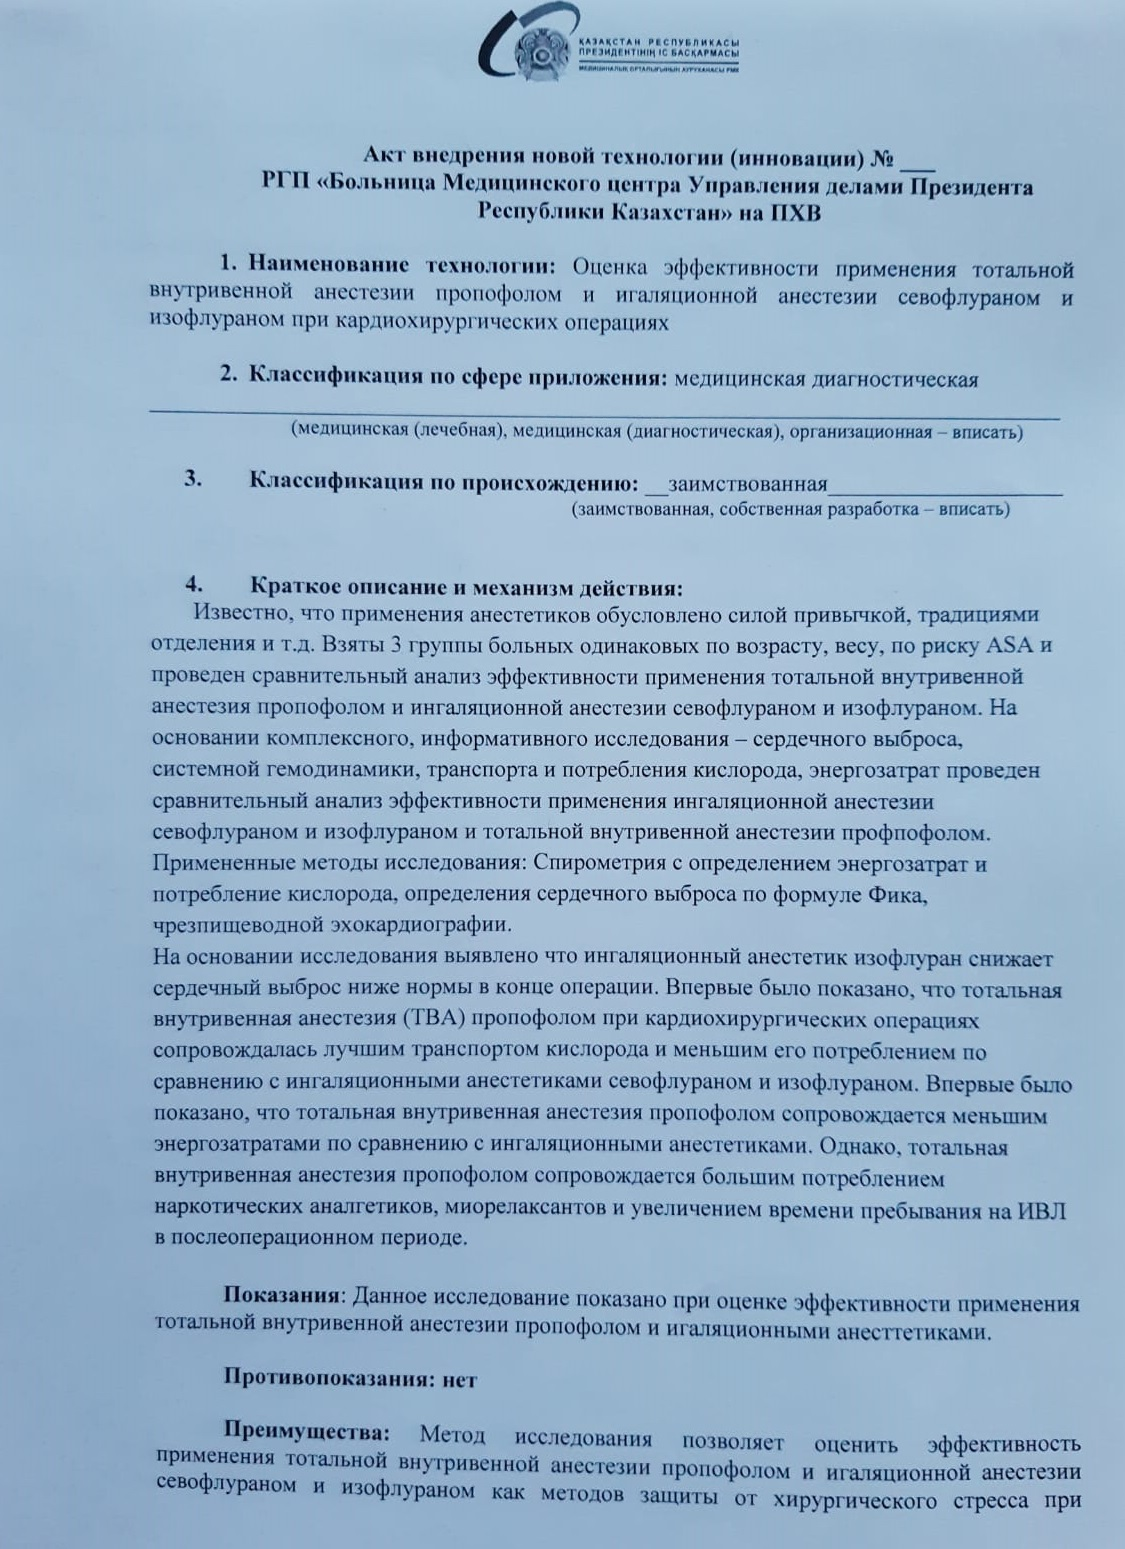 ҚАЗАҚСТАН РЕСПУБЛИКАСЫ
ПРЕЗИДЕНТІНІҢ ІС БАСҚАРМАСЫ
МЕДИЦИНАЛЫҚ ОРТАЛЫҒЫНЫҢ АУРУХАНАСЫ РМК
Акт внедрения новой технологии (инновации) № ___
РГП «Больница Медицинского центра Управления делами Президента
Республики Казахстан» на ПХВ
1. Наименование технологии: Оценка эффективности применения тотальной
внутривенной анестезии пропофолом и игаляционной анестезии севофлураном и
изофлураном при кардиохирургических операциях
2. Классификация по сфере приложения: медицинская диагностическая
(медицинская (лечебная), медицинская (диагностическая), организационная – вписать)
3. Классификация по происхождению: __заимствованная____________________
(заимствованная, собственная разработка – вписать)
4. Краткое описание и механизм действия:
Известно, что применения анестетиков обусловлено силой привычкой, традициями
отделения и т.д. Взяты 3 группы больных одинаковых по возрасту, весу, по риску ASA и
проведен сравнительный анализ эффективности применения тотальной внутривенной
анестезия пропофолом и ингаляционной анестезии севофлураном и изофлураном. На
основании комплексного, информативного исследования – сердечного выброса,
системной гемодинамики, транспорта и потребления кислорода, энергозатрат проведен
сравнительный анализ эффективности применения ингаляционной анестезии
севофлураном и изофлураном и тотальной внутривенной анестезии профпофолом.
Примененные методы исследования: Спирометрия с определением энергозатрат и
потребление кислорода, определения сердечного выброса по формуле Фика,
чрезпищеводной эхокардиографии.
На основании исследования выявлено что ингаляционный анестетик изофлуран снижает
сердечный выброс ниже нормы в конце операции. Впервые было показано, что тотальная
внутривенная анестезия (ТВА) пропофолом при кардиохирургических операциях
сопровождалась лучшим транспортом кислорода и меньшим его потреблением по
сравнению с ингаляционными анестетиками севофлураном и изофлураном. Впервые было
показано, что тотальная внутривенная анестезия пропофолом сопровождается меньшим
энергозатратами по сравнению с ингаляционными анестетиками. Однако, тотальная
внутривенная анестезия пропофолом сопровождается большим потреблением
наркотических аналгетиков, миорелаксантов и увеличением времени пребывания на ИВЛ
в послеоперационном периоде.
Показания: Данное исследование показано при оценке эффективности применения
тотальной внутривенной анестезии пропофолом и игаляционными анесттетиками.
Противопоказания: нет
Преимущества: Метод исследования позволяет оценить эффективность
применения тотальной внутривенной анестезии пропофолом и игаляционной анестезии
севофлураном и изофлураном как методов защиты от хирургического стресса при